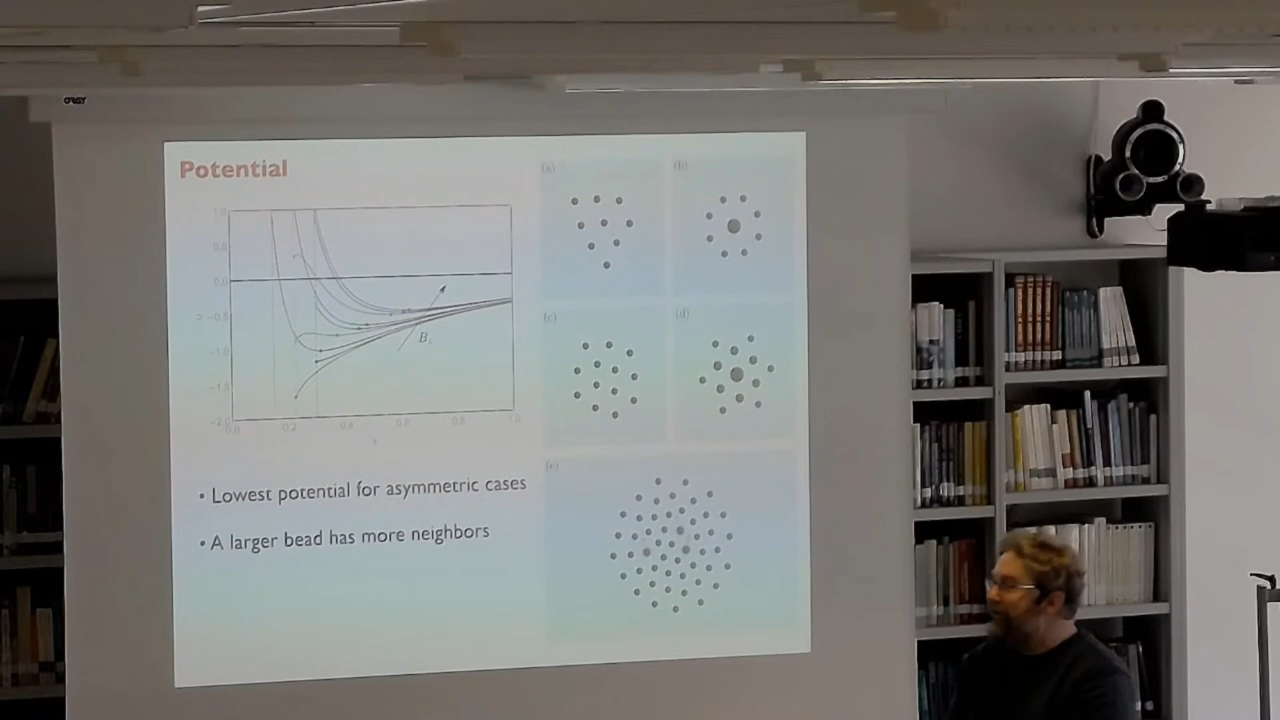 ORAY
Potential
(a)
(b)
1.0
0.5
0.0
−0.5
−1.0
−1.5
−2.0
0.0 0.2 0.4 0.6 0.8 1.0
B
(c)
(d)
(e)
• Lowest potential for asymmetric cases
• A larger bead has more neighbors